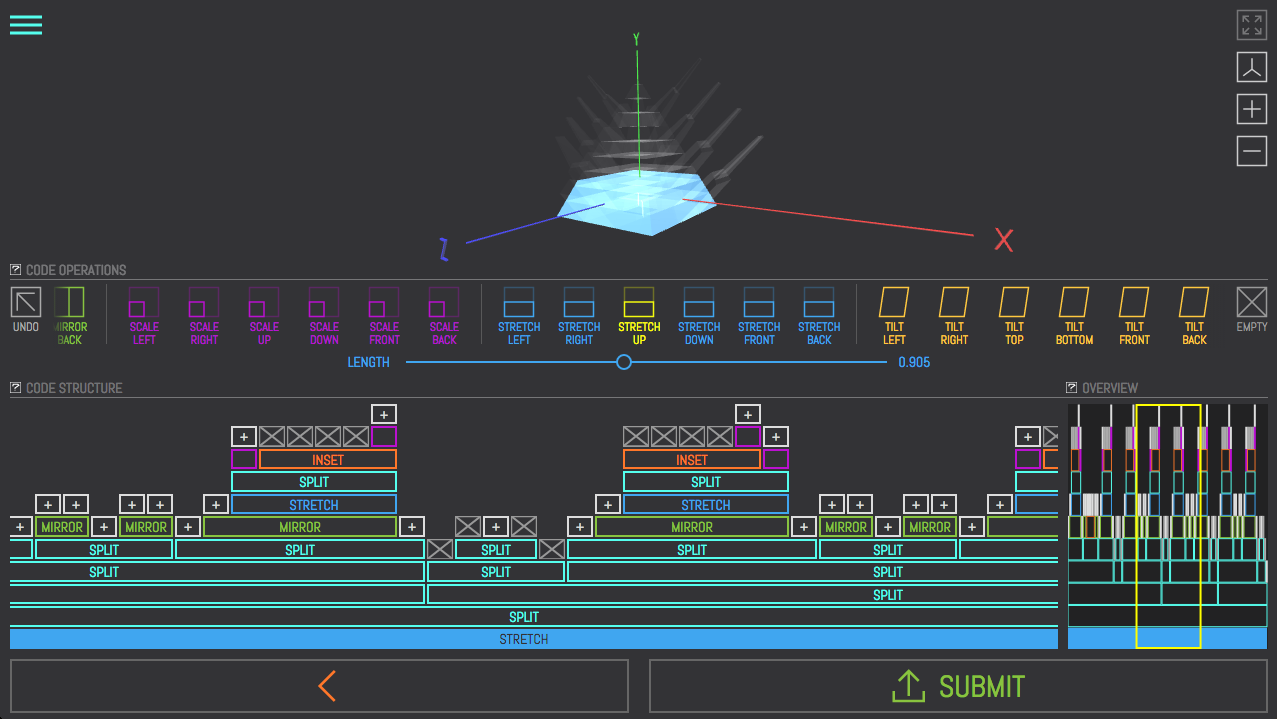 Y
Z
X
? CODE OPERATIONS
UNDO
MIRROR BACK
SCALE LEFT
SCALE RIGHT
SCALE UP
SCALE DOWN
SCALE FRONT
SCALE BACK
STRETCH LEFT
STRETCH RIGHT
STRETCH UP
STRETCH DOWN
STRETCH FRONT
STRETCH BACK
TILT LEFT
TILT RIGHT
TILT TOP
TILT BOTTOM
TILT FRONT
TILT BACK
EMPTY
LENGTH 0.905
? CODE STRUCTURE ? OVERVIEW
+ +
+ +  +
INSET INSET
SPLIT SPLIT
+ + + + + STRETCH + STRETCH + + + + +
+ MIRROR + MIRROR + MIRROR + + + MIRROR + MIRROR + MIRROR +
SPLIT SPLIT SPLIT SPLIT SPLIT
SPLIT SPLIT SPLIT
SPLIT
SPLIT
STRETCH
SUBMIT